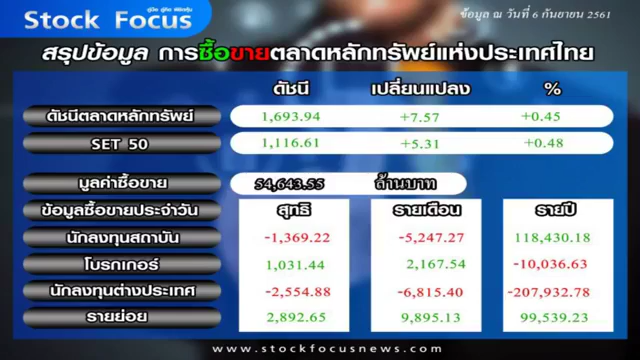 คู่มือ คู่คิด พิชิตหุ้น
Stock Focus
ข้อมูล ณ วันที่ 6 กันยายน 2561
สรุปข้อมูล การซื้อขายตลาดหลักทรัพย์แห่งประเทศไทย
ดัชนี เปลี่ยนแปลง %
ดัชนีตลาดหลักทรัพย์ 1,693.94 +7.57 +0.45
SET 50 1,116.61 +5.31 +0.48
มูลค่าซื้อขาย 54,643.55 ล้านบาท
ข้อมูลซื้อขายประจำวัน สุทธิ รายเดือน รายปี
นักลงทุนสถาบัน -1,369.22 -5,247.27 118,430.18
โบรกเกอร์ 1,031.44 2,167.54 -10,036.63
นักลงทุนต่างประเทศ -2,554.88 -6,815.40 -207,932.78
รายย่อย 2,892.65 9,895.13 99,539.23
www.stockfocusnews.com